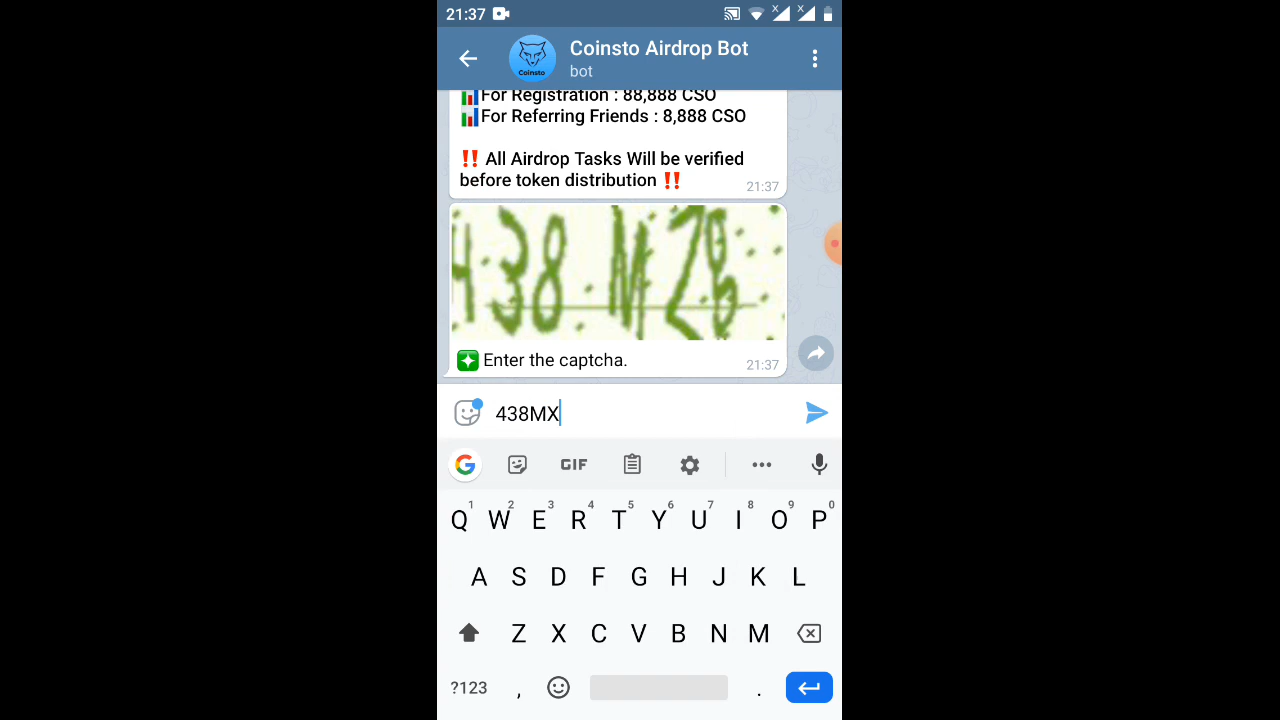 21:37
Coinsto Airdrop Bot
Coinsto
bot
For Registration : 88,888 CSO
For Referring Friends : 8,888 CSO
‼️ All Airdrop Tasks Will be verified
before token distribution ‼️
21:37
Enter the captcha.
21:37
438MX
G
GIF
Q 1 W 2 E 3 R 4 T 5 Y 6 U 7 I 8 O 9 P 0
A S D F G H J K L
Z X C V B N M
?123 , .